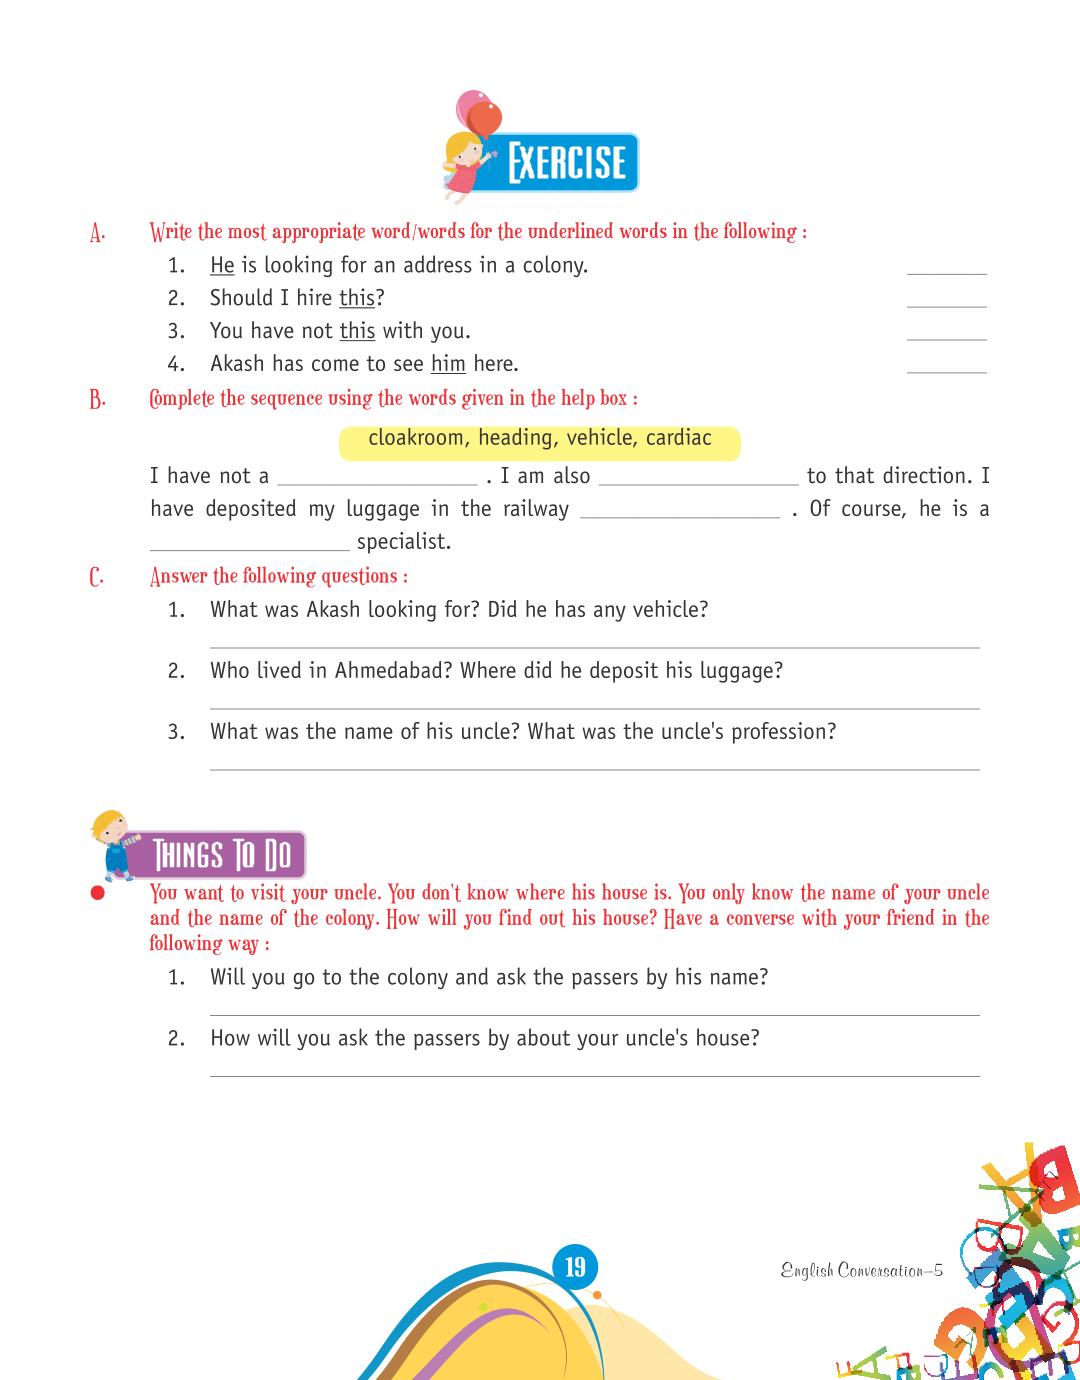 EXERCISE
A. Write the most appropriate word/words for the underlined words in the following :
1. He is looking for an address in a colony. ________
2. Should I hire this? ________
3. You have not this with you. ________
4. Akash has come to see him here. ________
B. Complete the sequence using the words given in the help box :
cloakroom, heading, vehicle, cardiac
I have not a ____________________ . I am also ____________________ to that direction. I
have deposited my luggage in the railway ____________________ . Of course, he is a
____________________ specialist.
C. Answer the following questions :
1. What was Akash looking for? Did he has any vehicle?
2. Who lived in Ahmedabad? Where did he deposit his luggage?
3. What was the name of his uncle? What was the uncle's profession?
THINGS TO DO
● You want to visit your uncle. You don't know where his house is. You only know the name of your uncle
and the name of the colony. How will you find out his house? Have a converse with your friend in the
following way :
1. Will you go to the colony and ask the passers by his name?
2. How will you ask the passers by about your uncle's house?
19
English Conversation–5